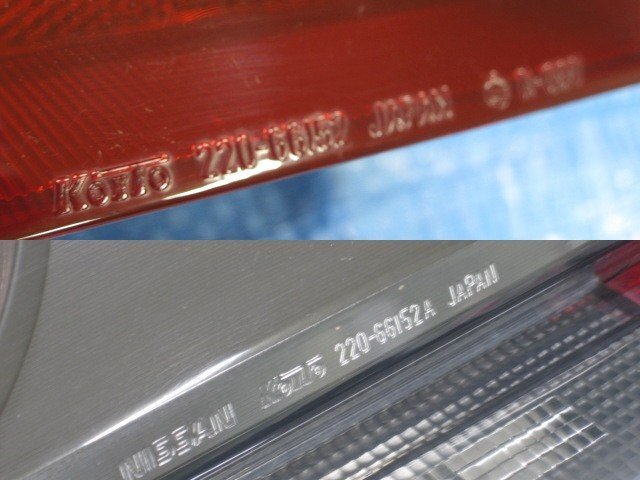 KOITO 220-66152 JAPAN
NISSAN KOITO 220-66152A JAPAN